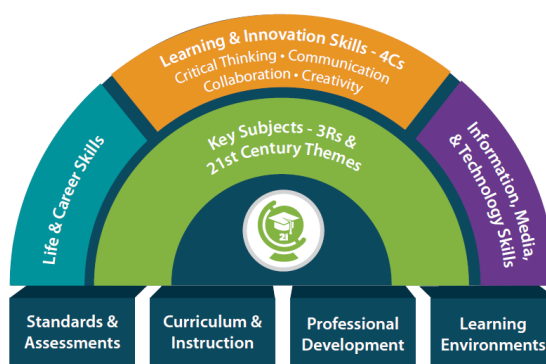 Learning & Innovation Skills - 4Cs
Critical Thinking • Communication
Collaboration • Creativity
Life & Career Skills
Key Subjects - 3Rs &
21st Century Themes
Information, Media,
& Technology Skills
21
Standards &
Assessments
Curriculum &
Instruction
Professional
Development
Learning
Environments